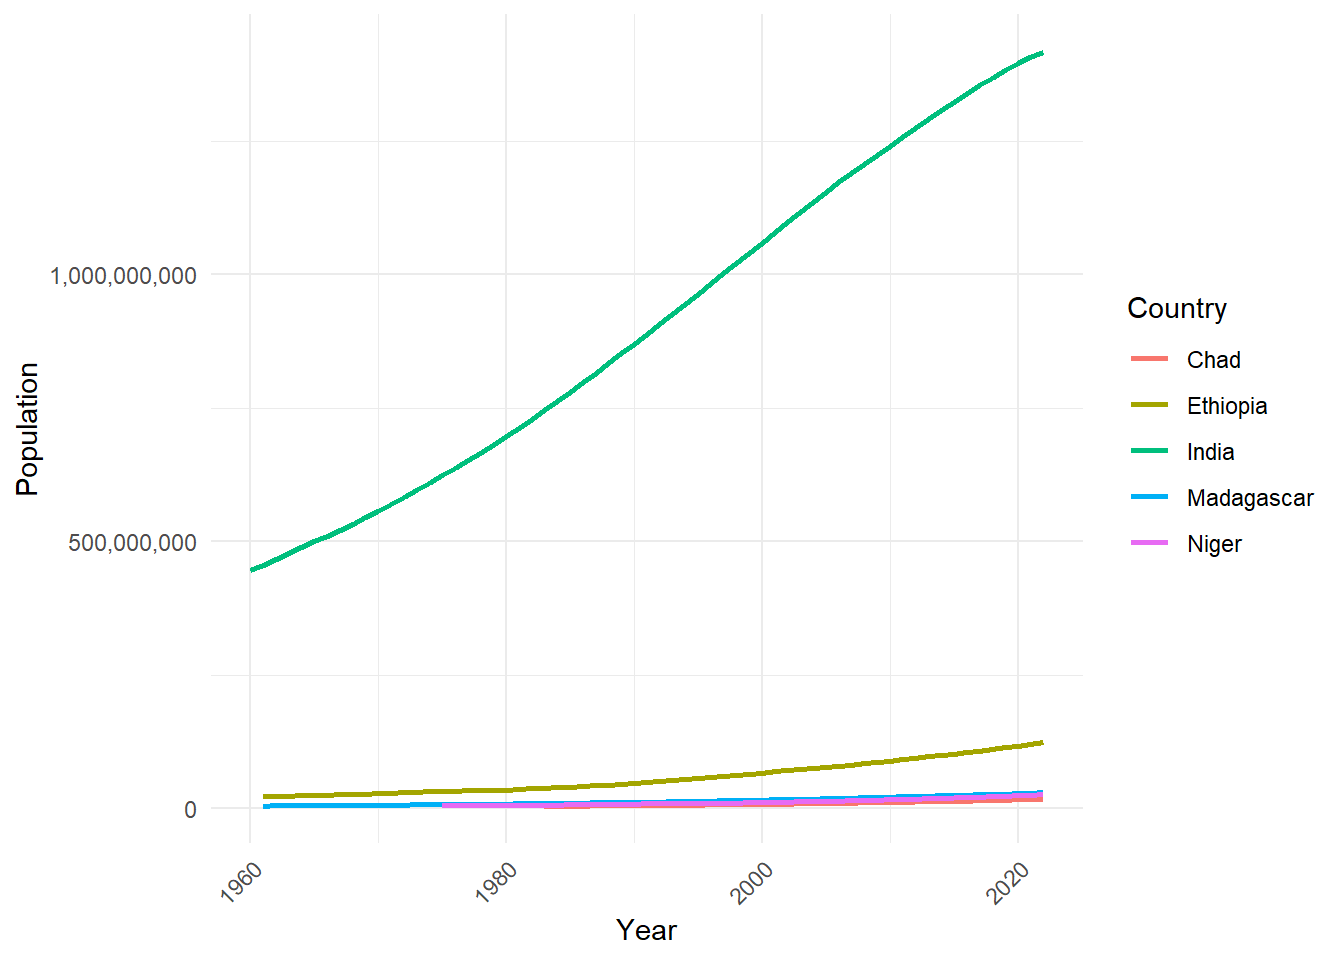 1,000,000,000
500,000,000
0
Population
1960
1980
2000
2020
Year
Country
Chad
Ethiopia
India
Madagascar
Niger